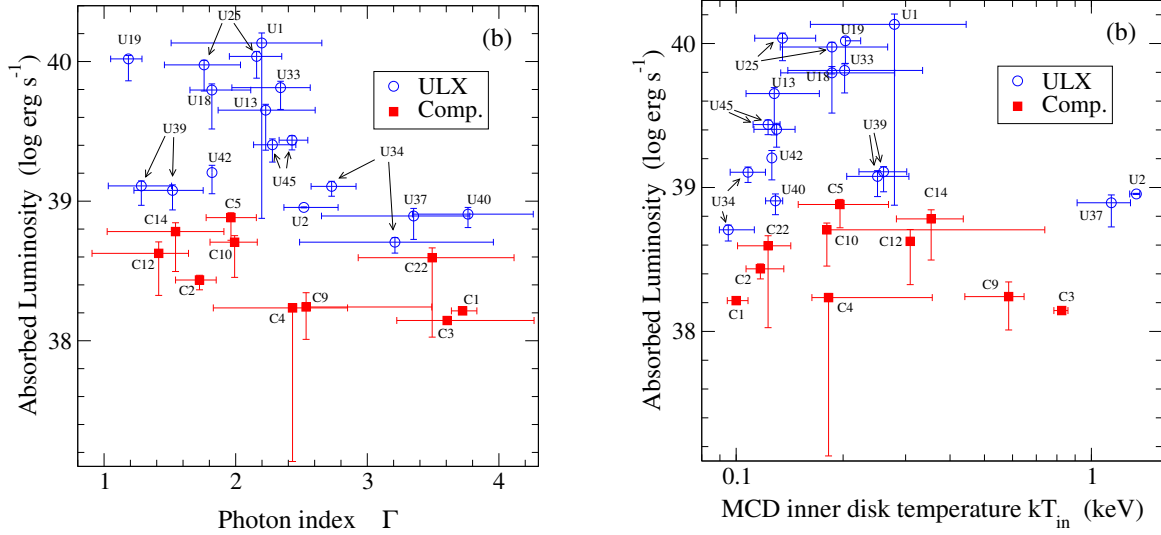 (b)
ULX
Comp.
U19
U25
U1
U33
U18
U13
U39
U42
U45
U34
U2
U37
U40
C5
C14
C10
C12
C2
C22
C4
C9
C1
C3
40
39
38
1
2
3
4
Absorbed Luminosity (log erg s⁻¹)
Photon index Γ
(b)
ULX
Comp.
U1
U19
U25
U33
U18
U13
U45
U39
U42
U34
U40
U2
U37
C5
C14
C22
C10
C12
C2
C1
C4
C9
C3
40
39
38
0.1
1
Absorbed Luminosity (log erg s⁻¹)
MCD inner disk temperature kT_in (keV)